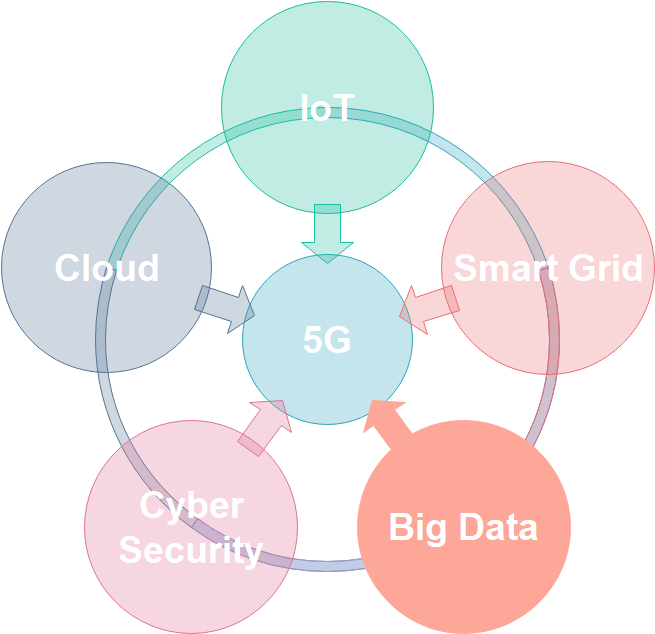 IoT
Cloud
Smart Grid
5G
Cyber
Security
Big Data